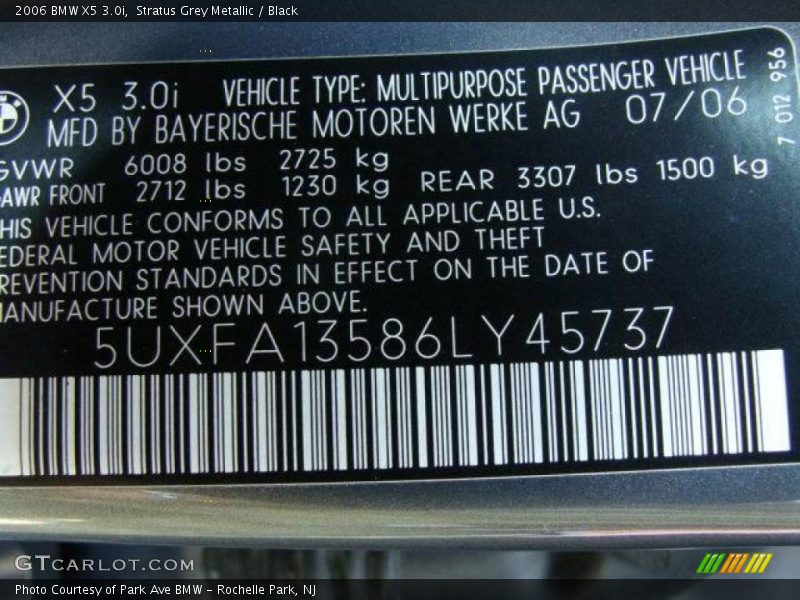 2006 BMW X5 3.0i, Stratus Grey Metallic / Black
X5 3.0i VEHICLE TYPE: MULTIPURPOSE PASSENGER VEHICLE
MFD BY BAYERISCHE MOTOREN WERKE AG 07/06
7 012 956
GVWR 6008 lbs 2725 kg
GAWR FRONT 2712 lbs 1230 kg REAR 3307 lbs 1500 kg
HIS VEHICLE CONFORMS TO ALL APPLICABLE U.S.
EDERAL MOTOR VEHICLE SAFETY AND THEFT
REVENTION STANDARDS IN EFFECT ON THE DATE OF
MANUFACTURE SHOWN ABOVE.
5UXFA13586LY45737
GTCARLOT.COM
Photo Courtesy of Park Ave BMW - Rochelle Park, NJ